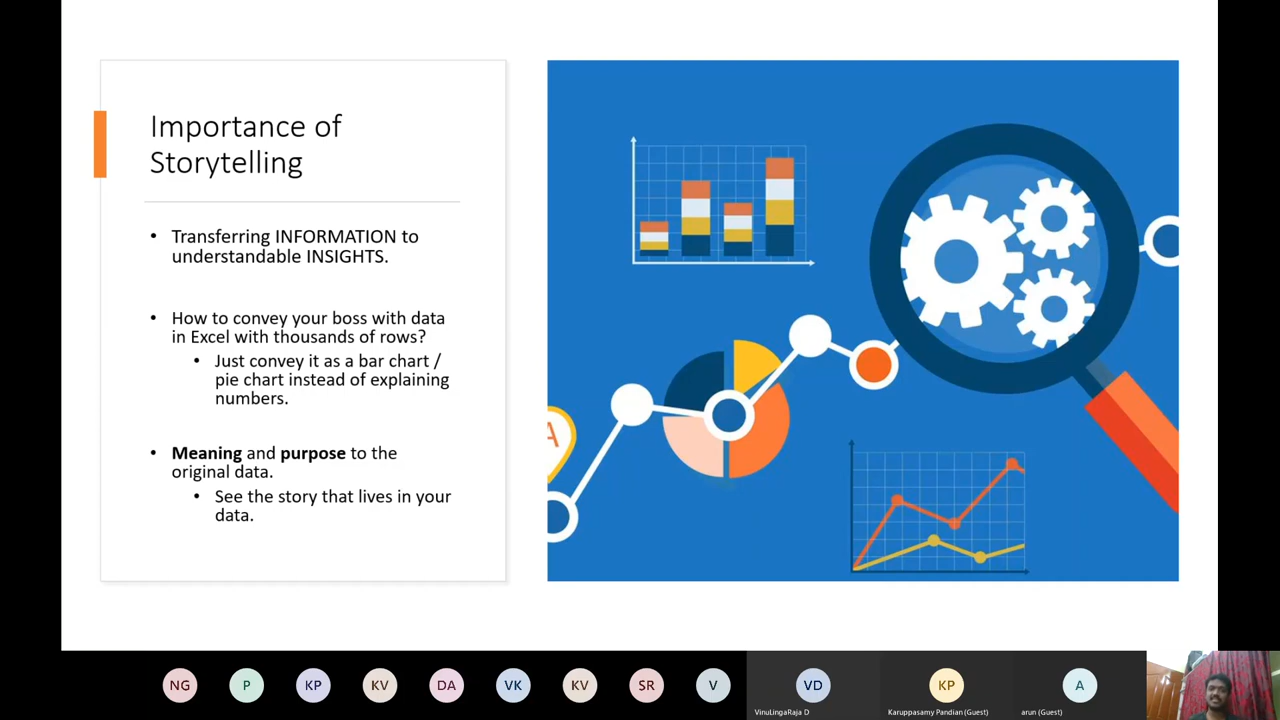 Importance of
Storytelling
• Transferring INFORMATION to
understandable INSIGHTS.
• How to convey your boss with data
in Excel with thousands of rows?
• Just convey it as a bar chart /
pie chart instead of explaining
numbers.
• Meaning and purpose to the
original data.
• See the story that lives in your
data.
A
NG
P
KP
KV
DA
VK
KV
SR
V
VD
KP
A
VinuLingaRaja D
Karuppasamy Pandian (Guest)
arun (Guest)